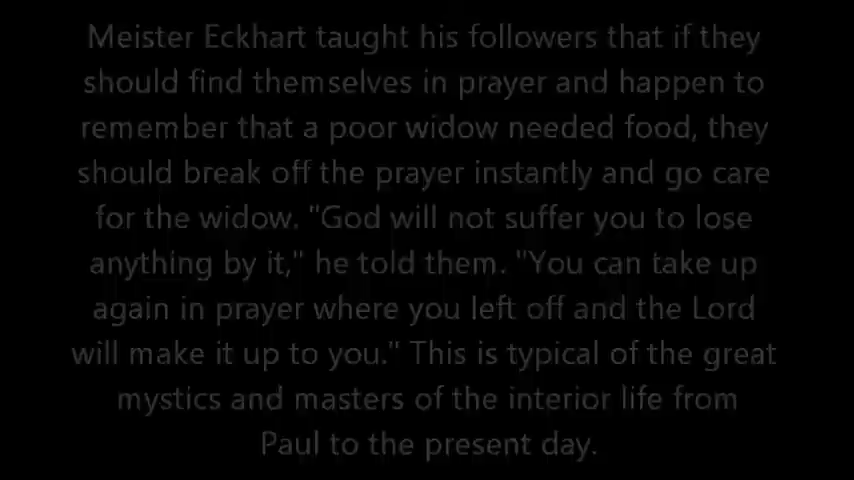 Meister Eckhart taught his followers that if they
should find themselves in prayer and happen to
remember that a poor widow needed food, they
should break off the prayer instantly and go care
for the widow. "God will not suffer you to lose
anything by it," he told them. "You can take up
again in prayer where you left off and the Lord
will make it up to you." This is typical of the great
mystics and masters of the interior life from
Paul to the present day.